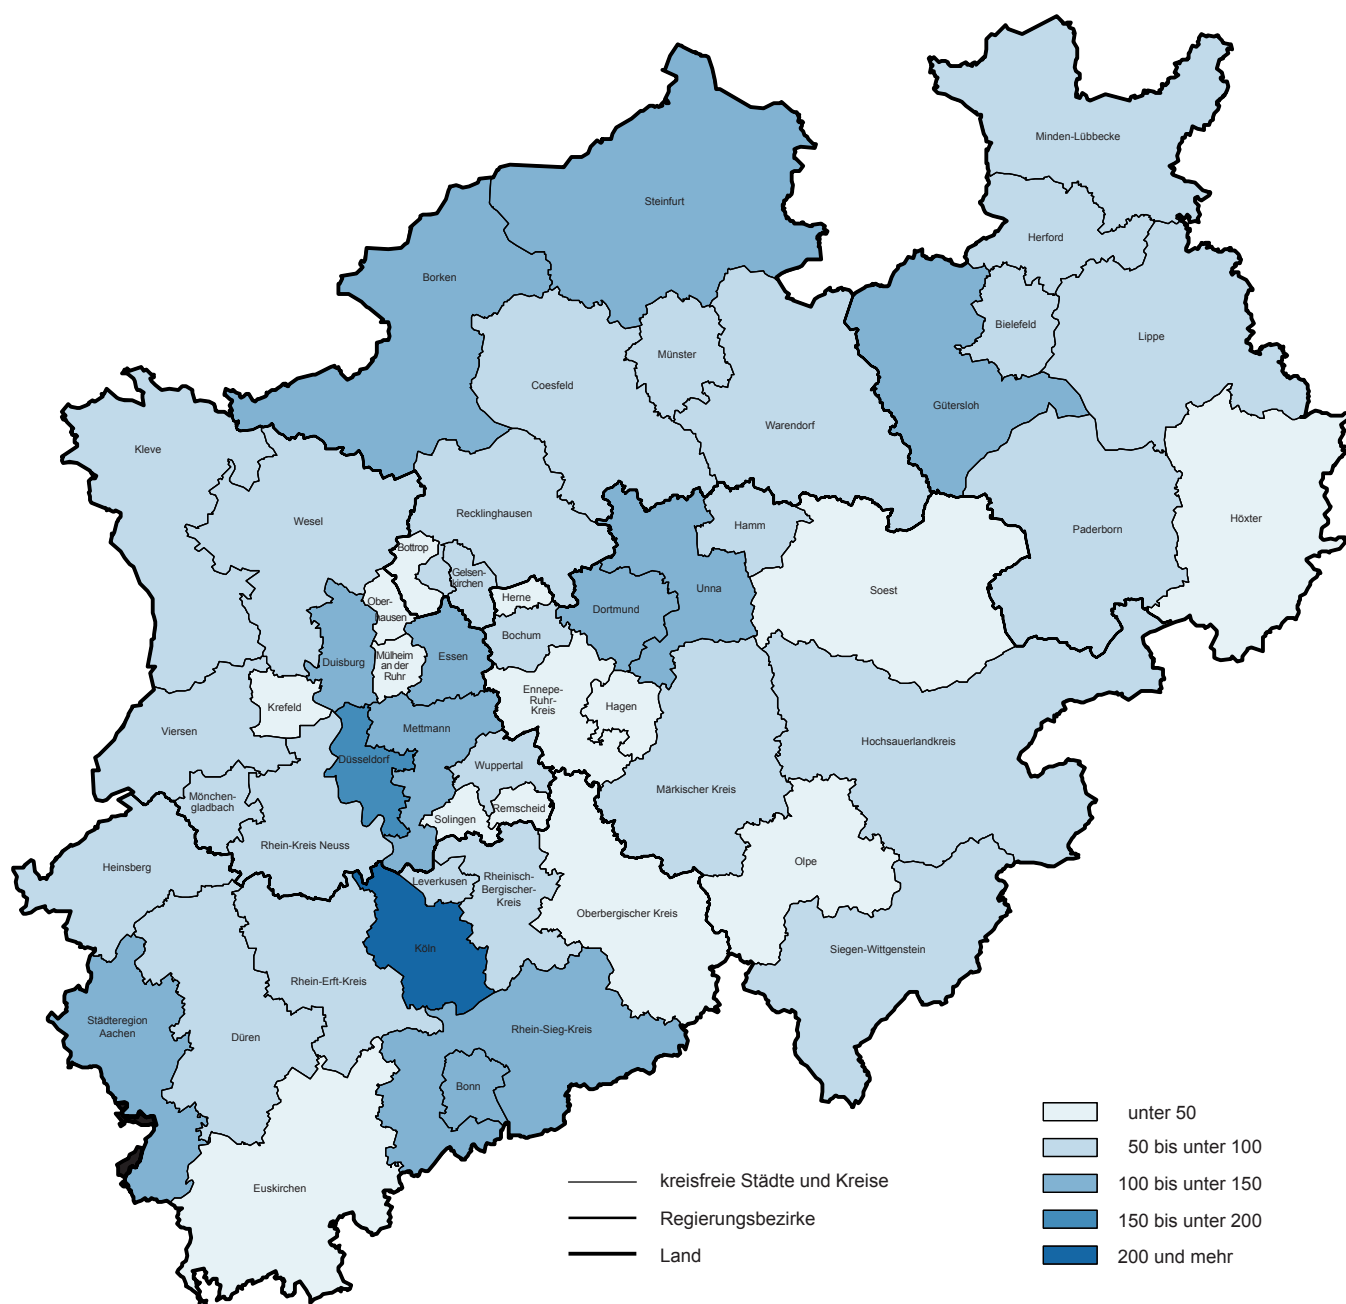 Minden-Lübbecke
Steinfurt
Herford
Borken
Bielefeld
Lippe
Münster
Coesfeld
Gütersloh
Warendorf
Kleve
Wesel
Recklinghausen
Hamm
Paderborn
Höxter
Bottrop
Gelsen-
kirchen
Soest
Unna
Herne
Ober-
hausen
Dortmund
Bochum
Duisburg
Mülheim
an der
Ruhr
Essen
Ennepe-
Ruhr-
Kreis
Hagen
Krefeld
Viersen
Mettmann
Hochsauerlandkreis
Düsseldorf
Wuppertal
Märkischer Kreis
Mönchen-
gladbach
Remscheid
Solingen
Rhein-Kreis Neuss
Olpe
Heinsberg
Leverkusen
Rheinisch-
Bergischer-
Kreis
Oberbergischer Kreis
Köln
Siegen-Wittgenstein
Rhein-Erft-Kreis
Städteregion
Aachen
Düren
Rhein-Sieg-Kreis
Bonn
Euskirchen
kreisfreie Städte und Kreise
Regierungsbezirke
Land
unter 50
50 bis unter 100
100 bis unter 150
150 bis unter 200
200 und mehr